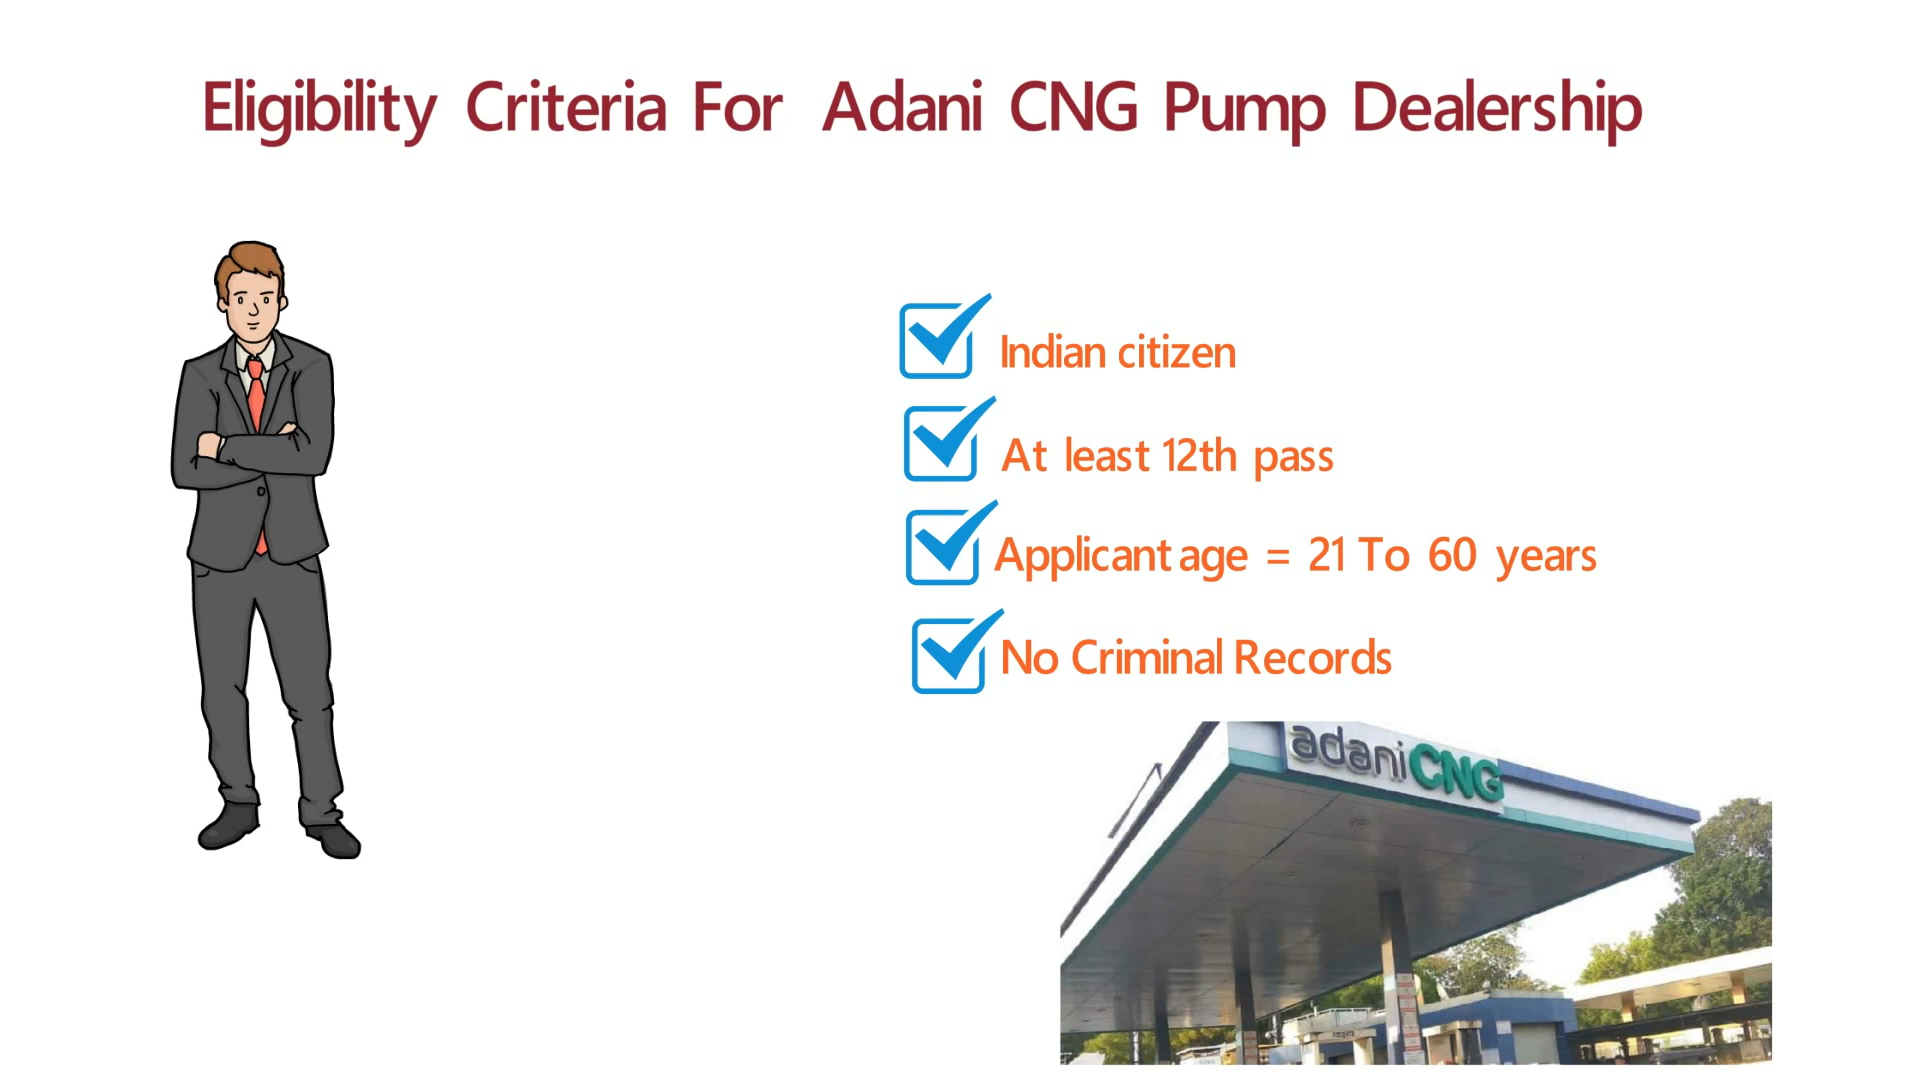 Eligibility Criteria For Adani CNG Pump Dealership
Indian citizen
At least 12th pass
Applicant age = 21 To 60 years
No Criminal Records
adani CNG